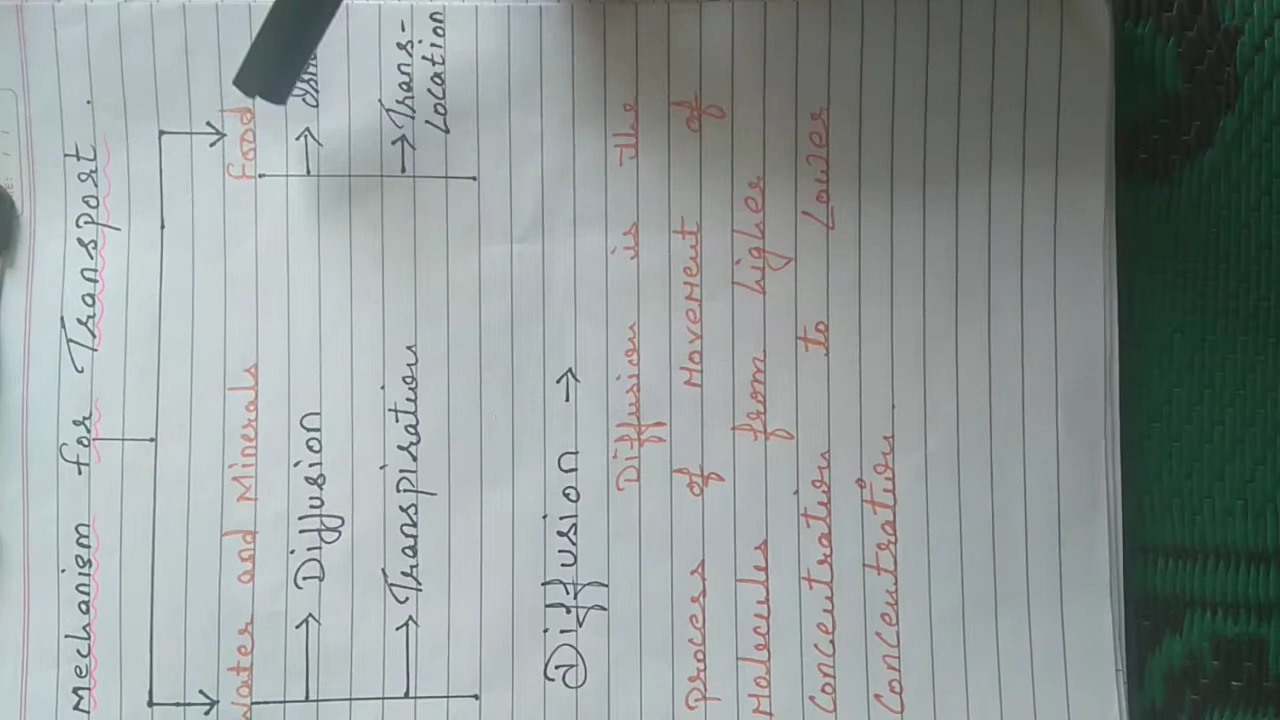 Mechanism for Transport.
Water and Minerals Food
→ Diffusion →
→ Transpiration → Trans-
Location
Diffusion →
Diffusion is the
process of Movement of
Molecules from higher
Concentration to Lower
Concentration.